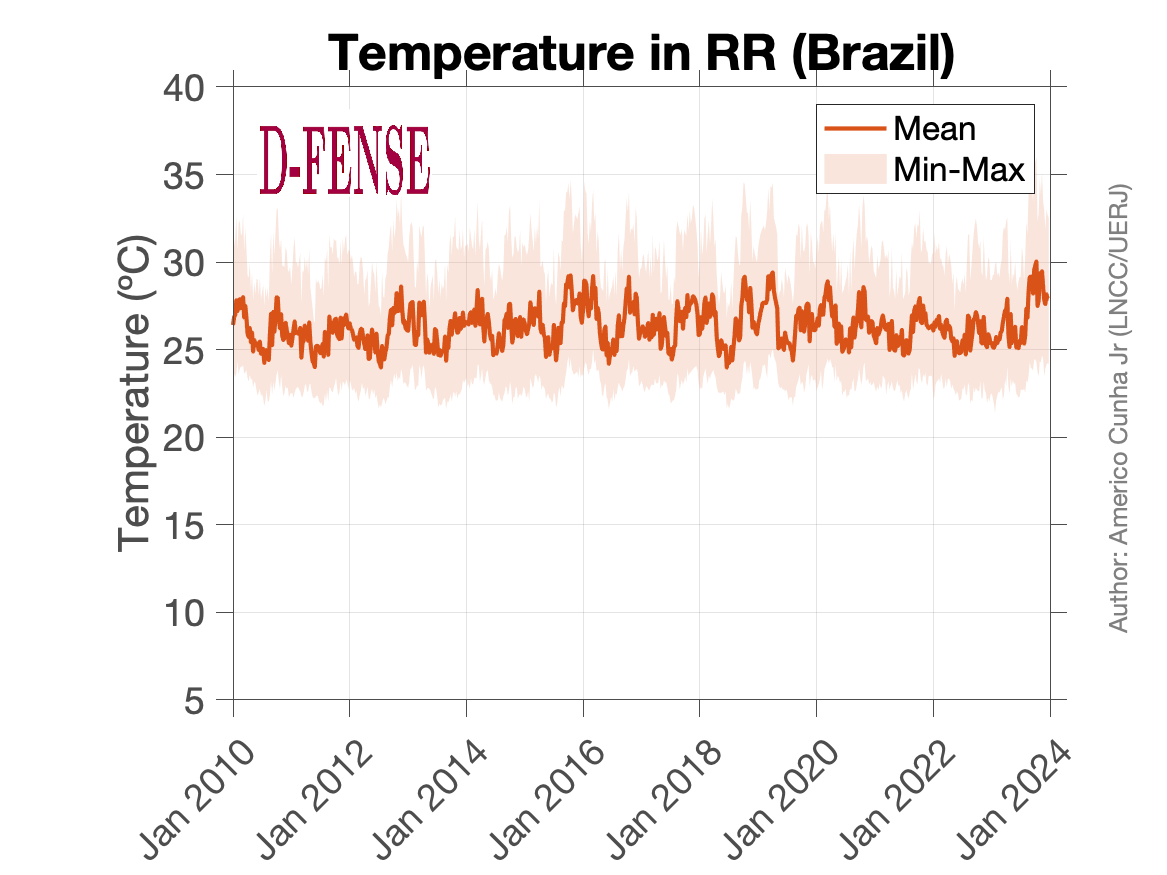 Temperature in RR (Brazil)
D-FENSE
Mean
Min-Max
Temperature (ºC)
40
35
30
25
20
15
10
5
Jan 2010
Jan 2012
Jan 2014
Jan 2016
Jan 2018
Jan 2020
Jan 2022
Jan 2024
Author: Americo Cunha Jr (LNCC/UERJ)